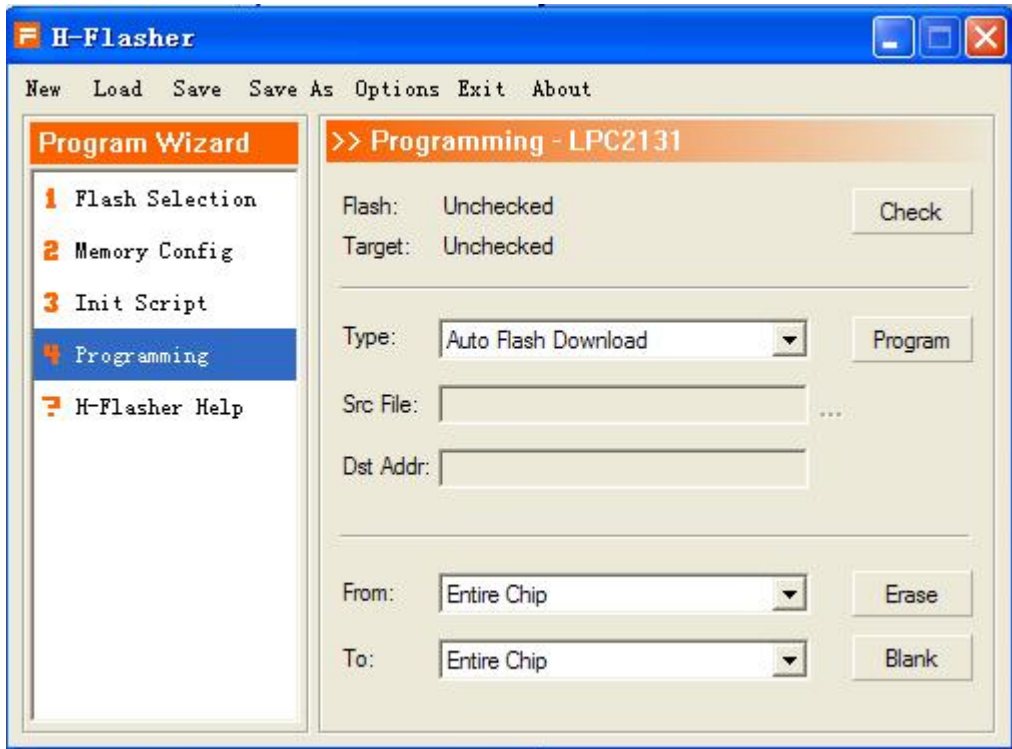 H-Flasher
New Load Save Save As Options Exit About
Program Wizard
1 Flash Selection
2 Memory Config
3 Init Script
4 Programming
? H-Flasher Help
>> Programming - LPC2131
Flash: Unchecked Check
Target: Unchecked
Type: Auto Flash Download Program
Src File: ...
Dst Addr:
From: Entire Chip Erase
To: Entire Chip Blank